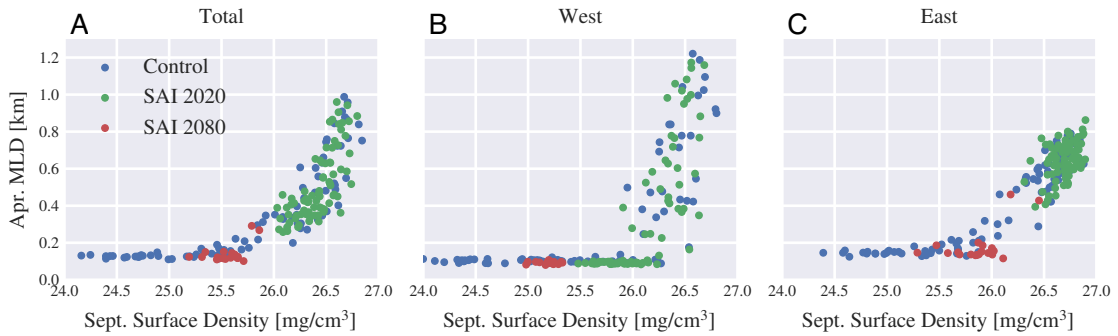 A Total B West C East
1.2
1.0
0.8
0.6
0.4
0.2
0.0
Apr. MLD [km]
Control
SAI 2020
SAI 2080
24.0 24.5 25.0 25.5 26.0 26.5 27.0 24.0 24.5 25.0 25.5 26.0 26.5 27.0 24.0 24.5 25.0 25.5 26.0 26.5 27.0
Sept. Surface Density [mg/cm³] Sept. Surface Density [mg/cm³] Sept. Surface Density [mg/cm³]